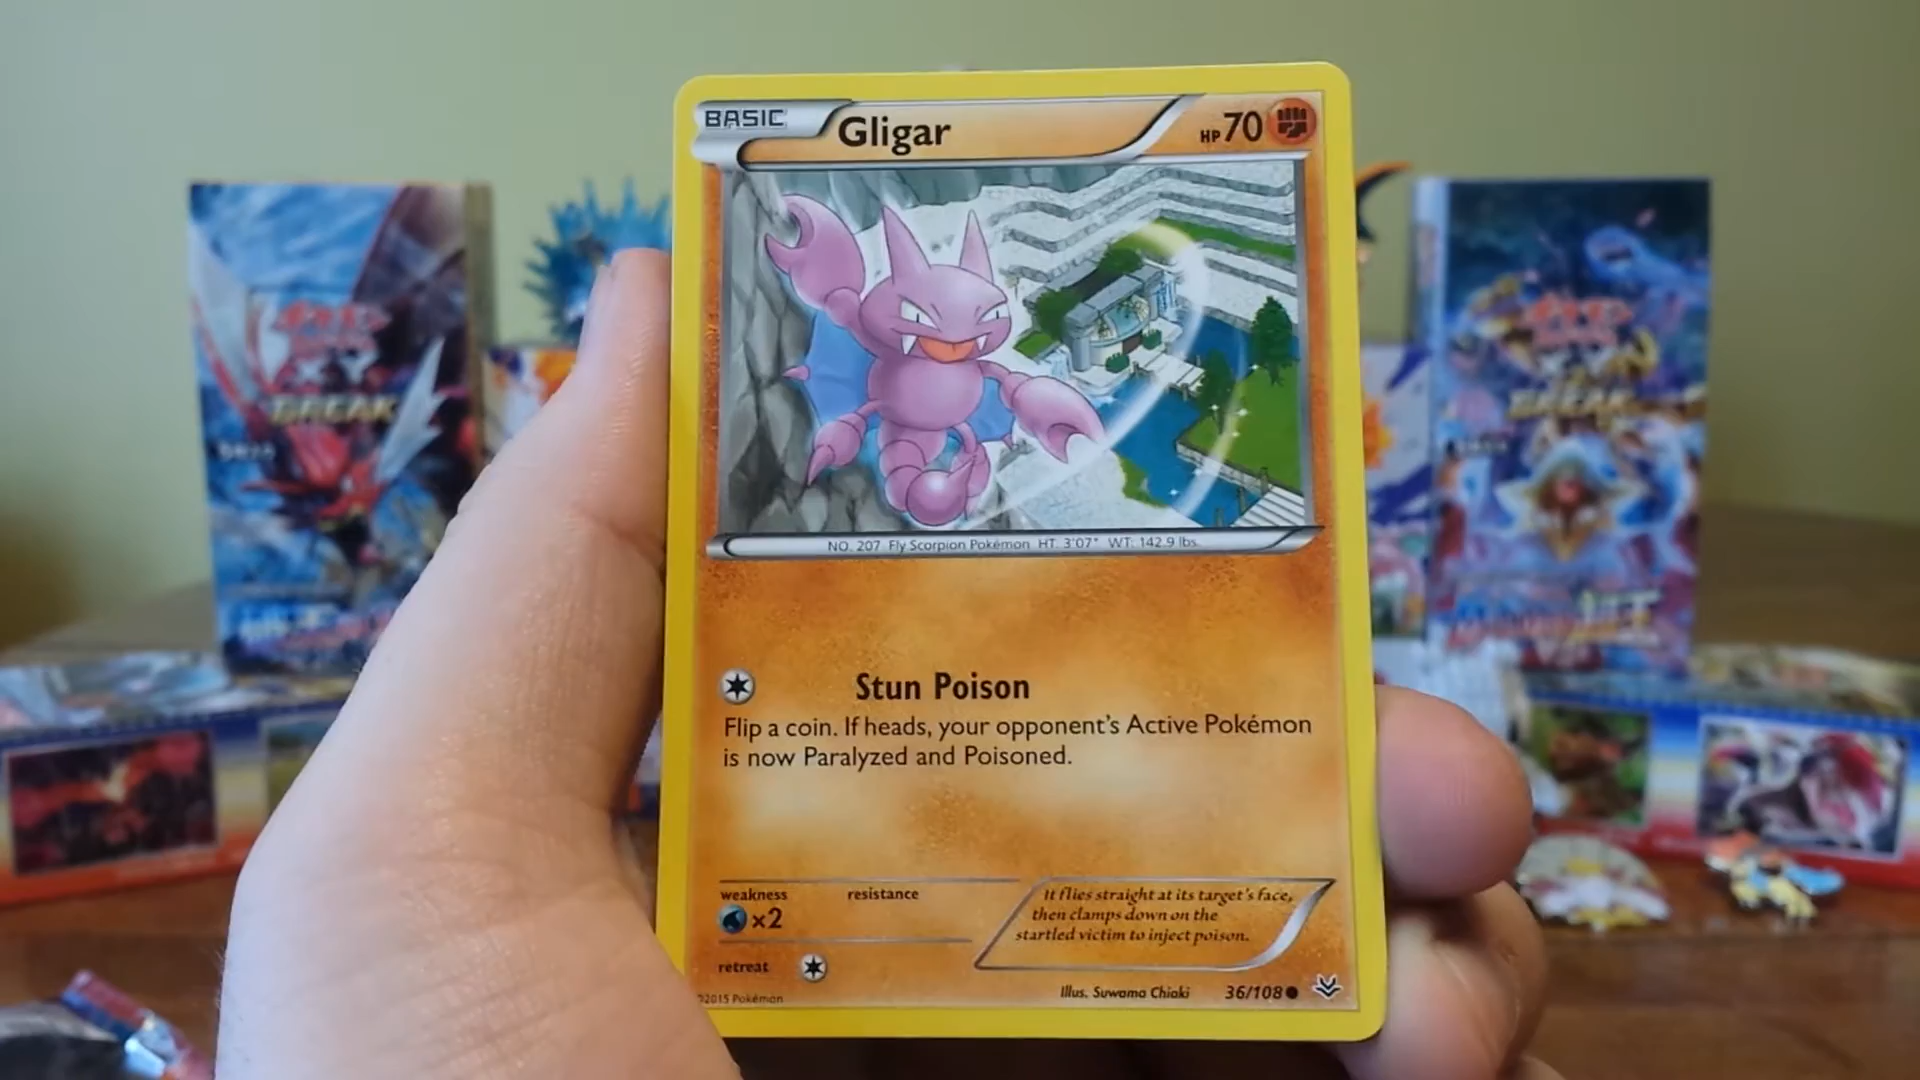 BASIC
Gligar
HP 70
NO. 207 Fly Scorpion Pokémon HT. 3'07" WT: 142.9 lbs.
Stun Poison
Flip a coin. If heads, your opponent's Active Pokémon
is now Paralyzed and Poisoned.
weakness
resistance
×2
It flies straight at its target's face,
then clamps down on the
startled victim to inject poison.
retreat
©2015 Pokémon
Illus. Suwama Chiaki
36/108
XY
BREAK
BREAK